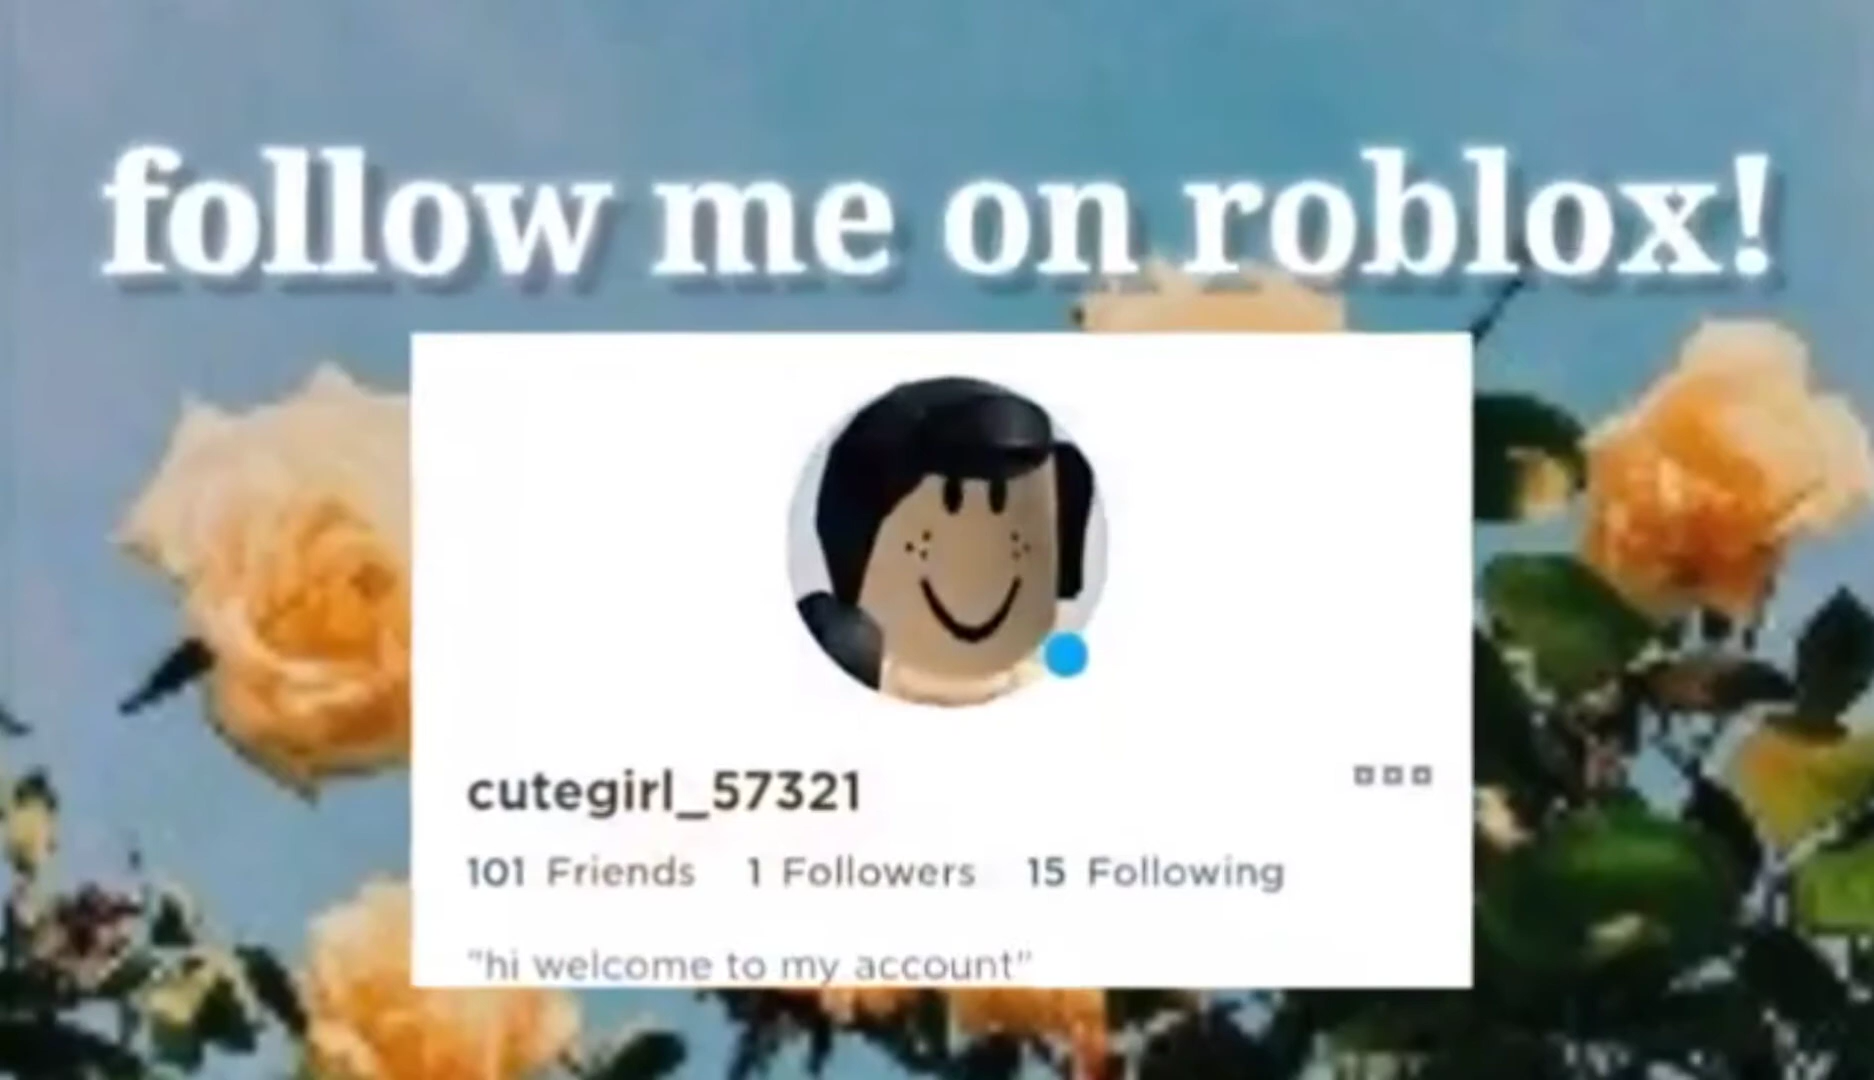 follow me on roblox!
cutegirl_57321
101 Friends 1 Followers 15 Following
"hi welcome to my account"